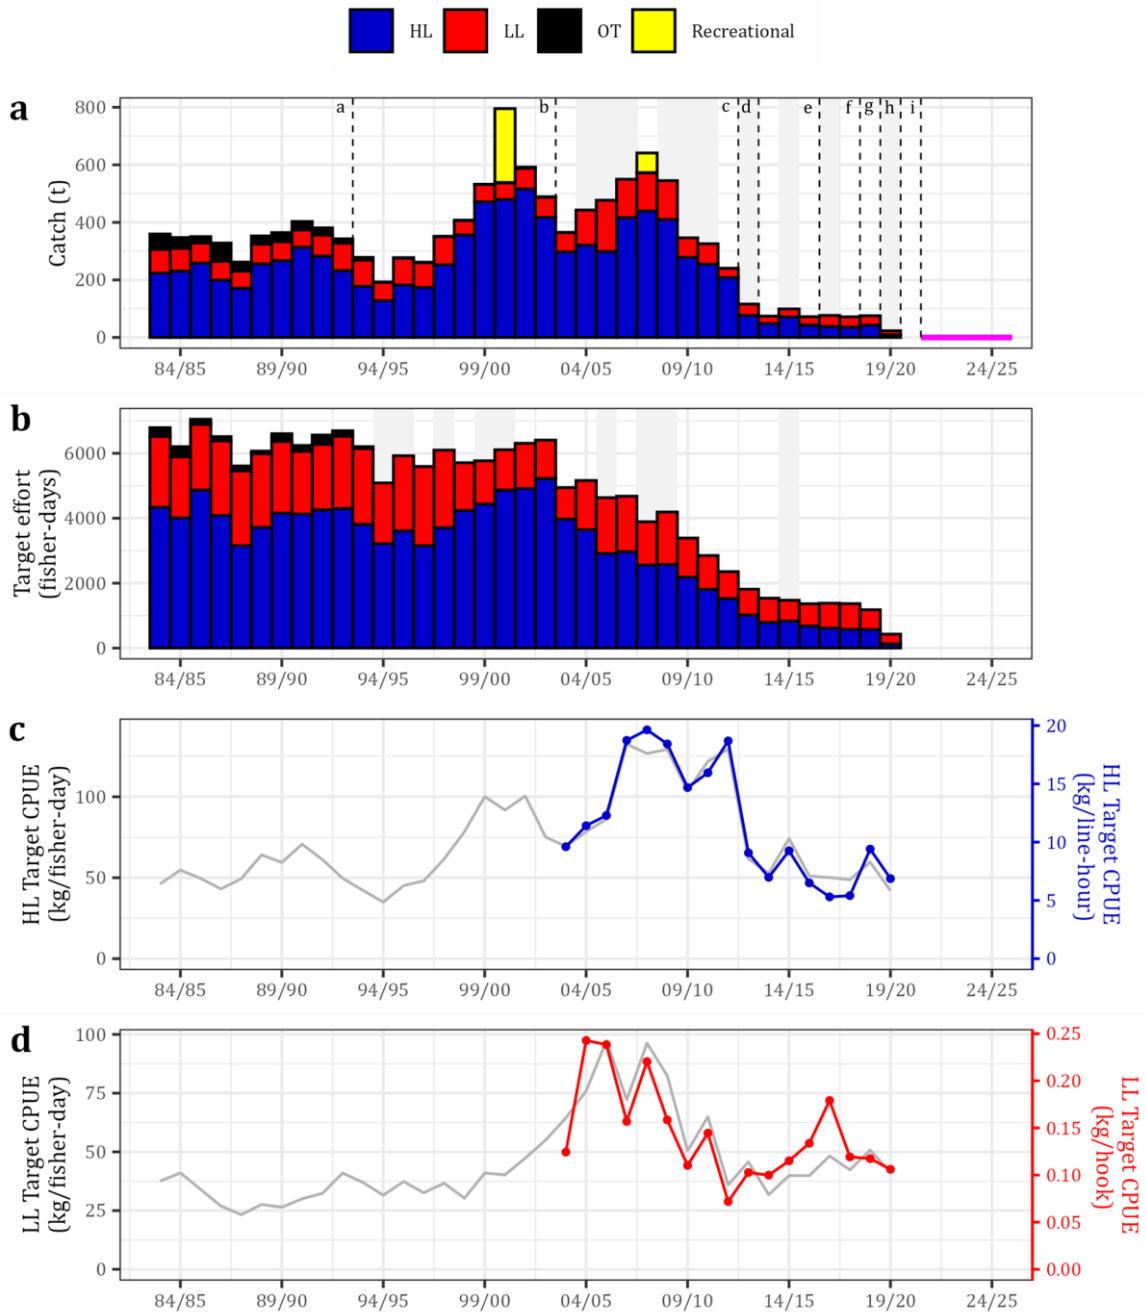 HL LL OT Recreational
a
Catch (t)
800
600
400
200
0
a b c d e f g h i
84/85 89/90 94/95 99/00 04/05 09/10 14/15 19/20 24/25
b
Target effort
(fisher-days)
6000
4000
2000
0
84/85 89/90 94/95 99/00 04/05 09/10 14/15 19/20 24/25
c
HL Target CPUE
(kg/fisher-day)
100
50
0
20
15
10
5
0
HL Target CPUE
(kg/line-hour)
84/85 89/90 94/95 99/00 04/05 09/10 14/15 19/20 24/25
d
LL Target CPUE
(kg/fisher-day)
100
75
50
25
0
0.25
0.20
0.15
0.10
0.05
0.00
LL Target CPUE
(kg/hook)
84/85 89/90 94/95 99/00 04/05 09/10 14/15 19/20 24/25